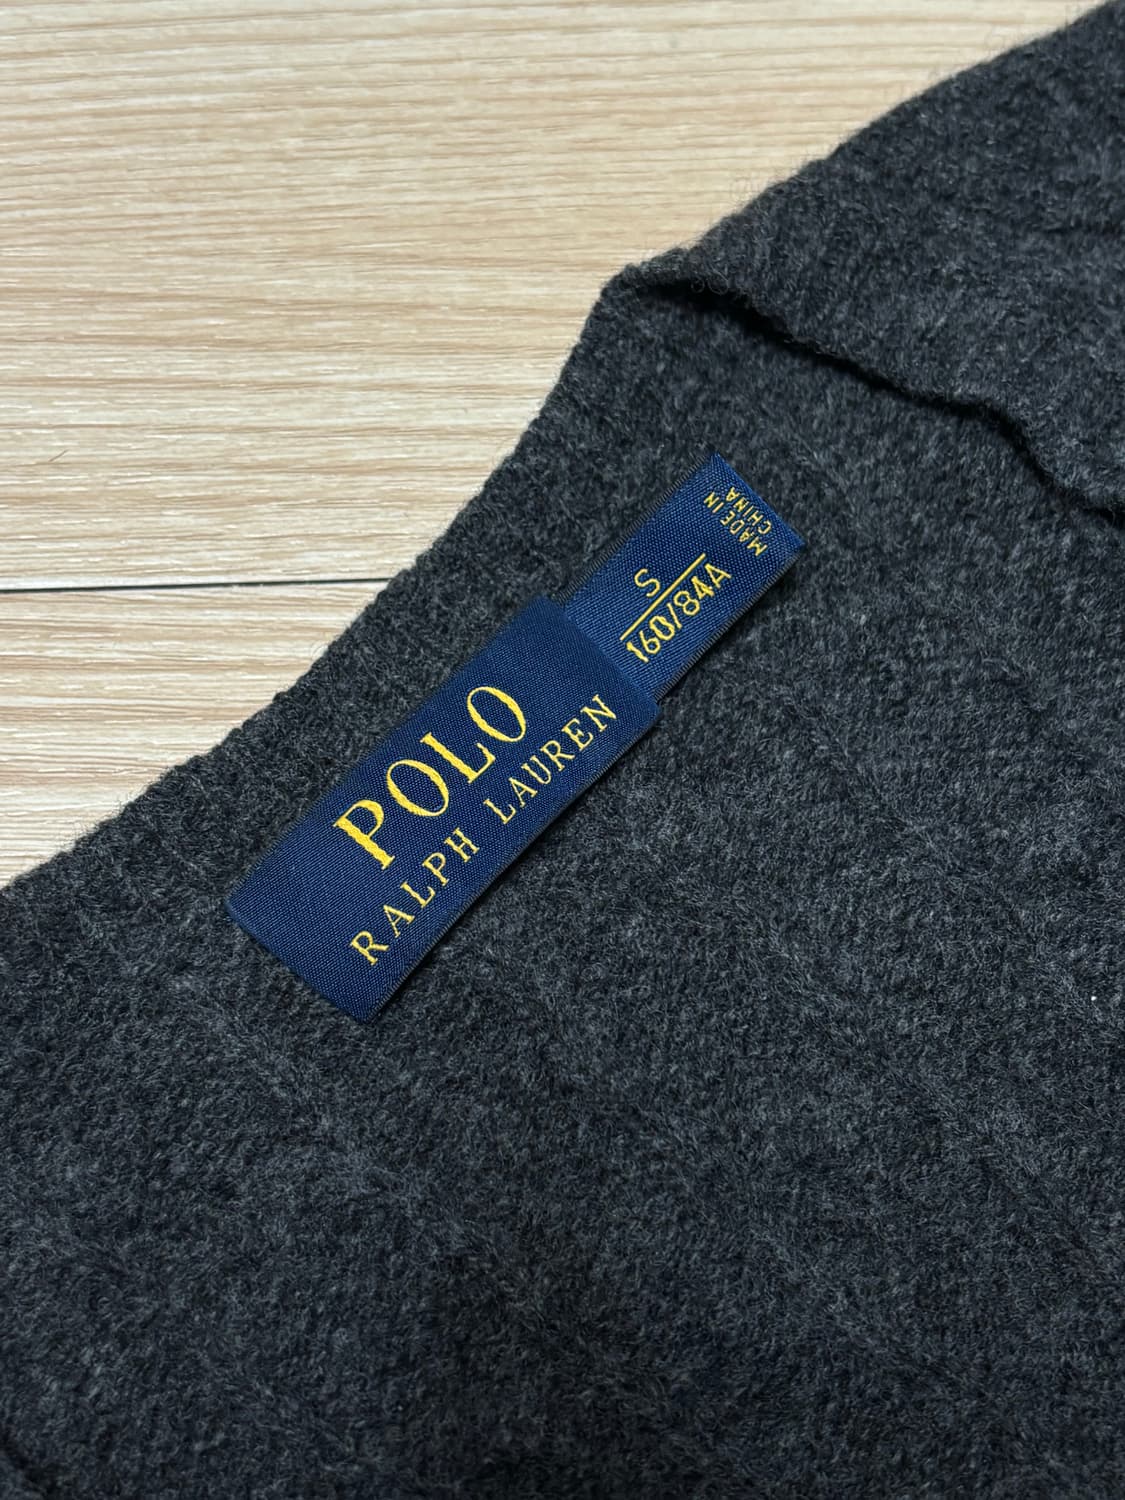 POLO
RALPH LAUREN
S
160/84A
MADE IN
CHINA